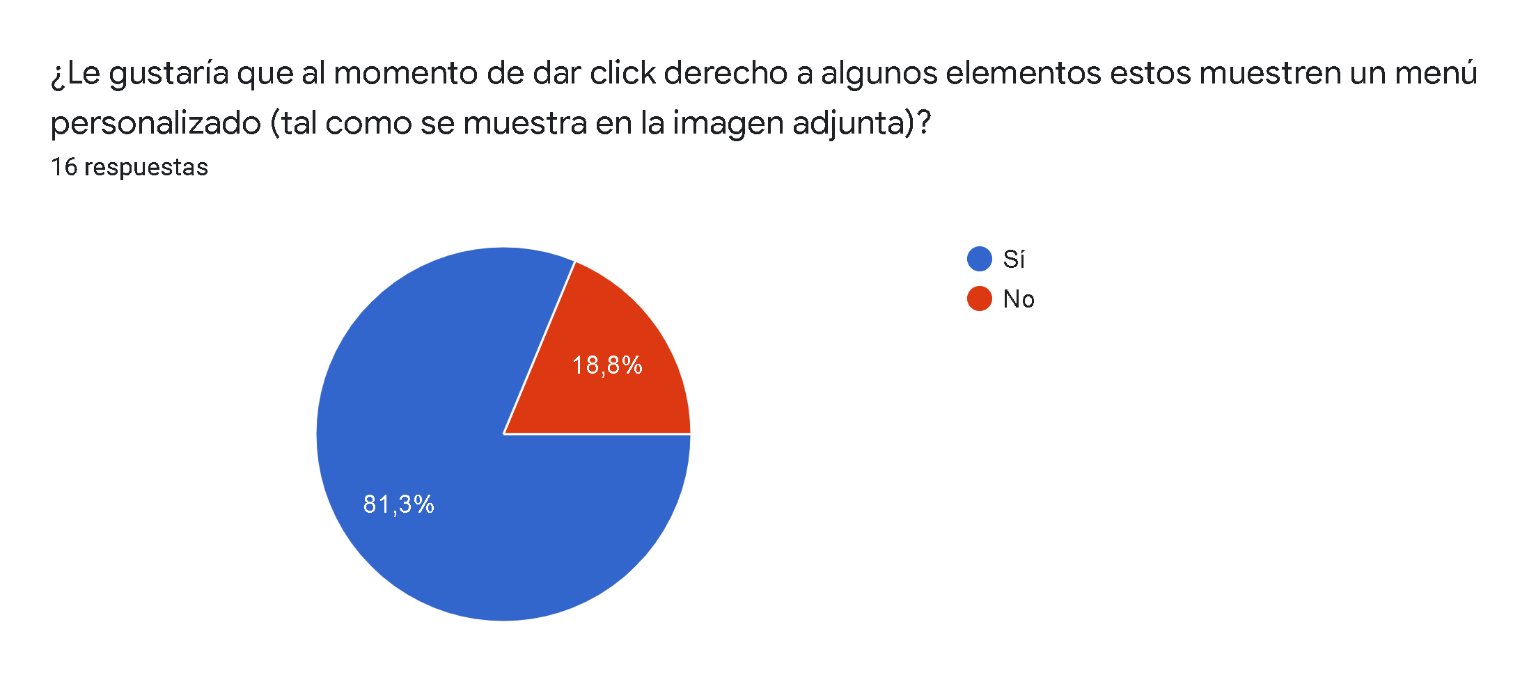 ¿Le gustaría que al momento de dar click derecho a algunos elementos estos muestren un menú
personalizado (tal como se muestra en la imagen adjunta)?
16 respuestas
Sí
No
18,8%
81,3%